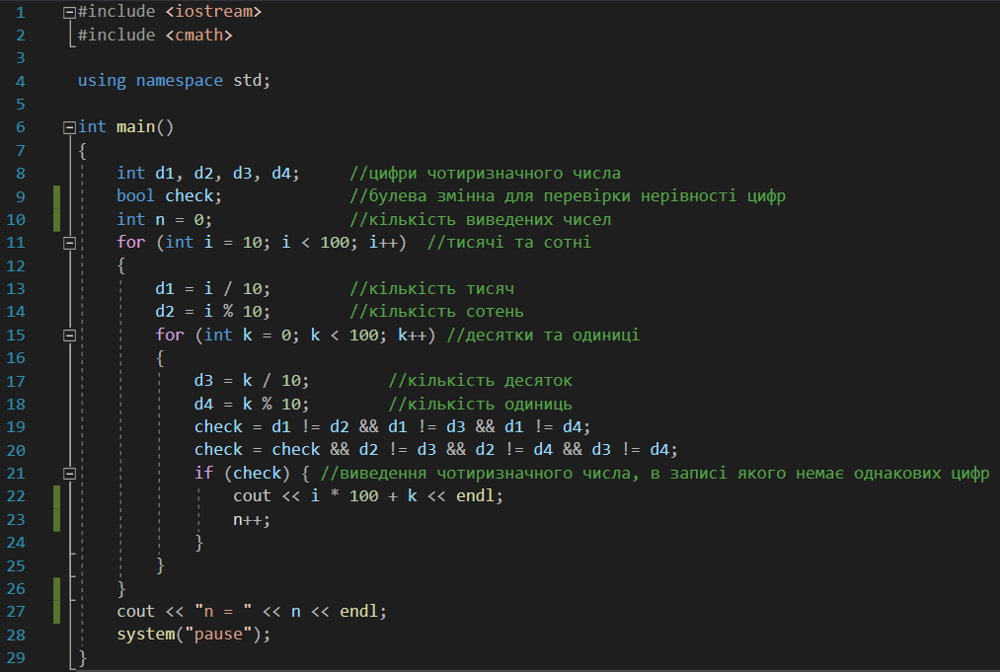 1 #include <iostream>
2 #include <cmath>
3
4 using namespace std;
5
6 int main()
7 {
8 int d1, d2, d3, d4; //цифри чотиризначного числа
9 bool check; //булева змінна для перевірки нерівності цифр
10 int n = 0; //кількість виведених чисел
11 for (int i = 10; i < 100; i++) //тисячі та сотні
12 {
13 d1 = i / 10; //кількість тисяч
14 d2 = i % 10; //кількість сотень
15 for (int k = 0; k < 100; k++) //десятки та одиниці
16 {
17 d3 = k / 10; //кількість десяток
18 d4 = k % 10; //кількість одиниць
19 check = d1 != d2 && d1 != d3 && d1 != d4;
20 check = check && d2 != d3 && d2 != d4 && d3 != d4;
21 if (check) { //виведення чотиризначного числа, в записі якого немає однакових цифр
22 cout << i * 100 + k << endl;
23 n++;
24 }
25 }
26 }
27 cout << "n = " << n << endl;
28 system("pause");
29 }